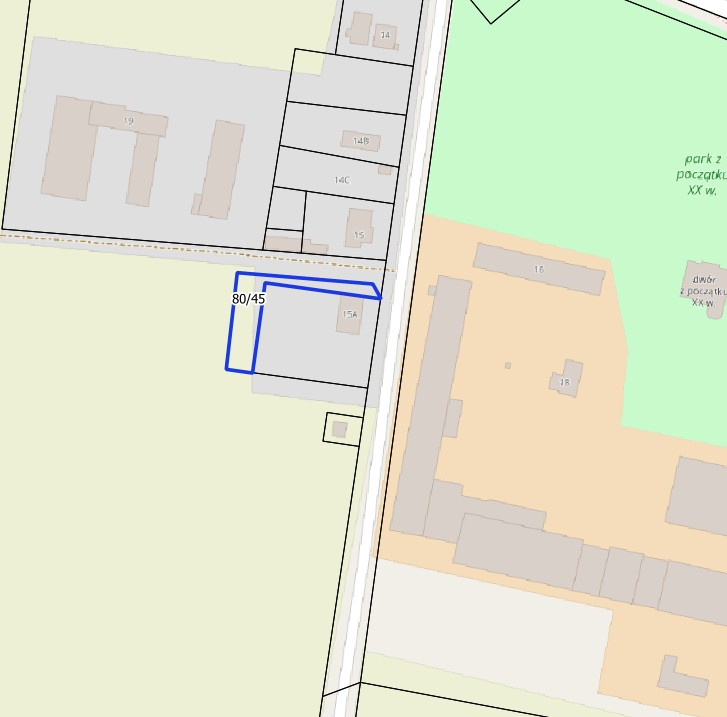 14
19
14B
14C
15
park z
początku
XX w.
16
dwór
z początku
XX w.
80/45
15A
18